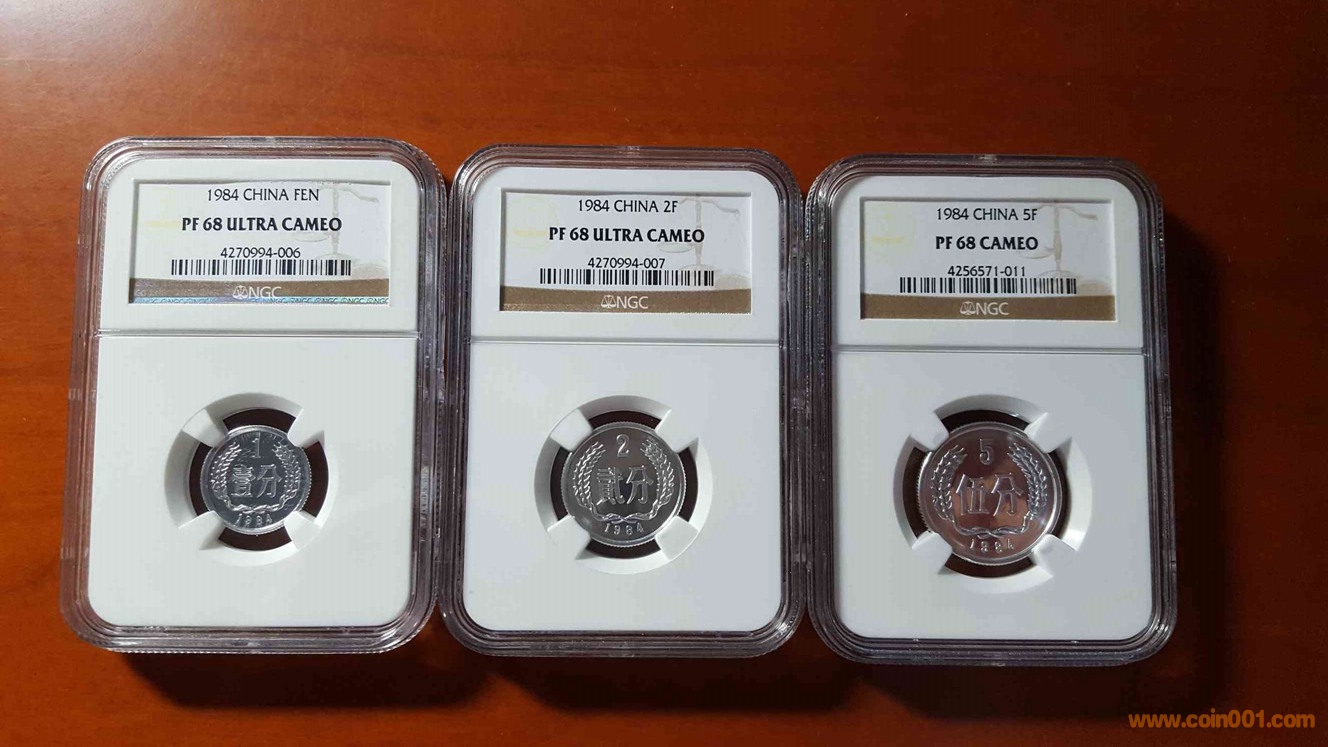 1984 CHINA FEN
PF 68 ULTRA CAMEO
4270994-006
NGC
1
壹分
1984
1984 CHINA 2F
PF 68 ULTRA CAMEO
4270994-007
NGC
2
貳分
1984
1984 CHINA 5F
PF 68 CAMEO
4256571-011
NGC
5
伍分
1984
www.coin001.com